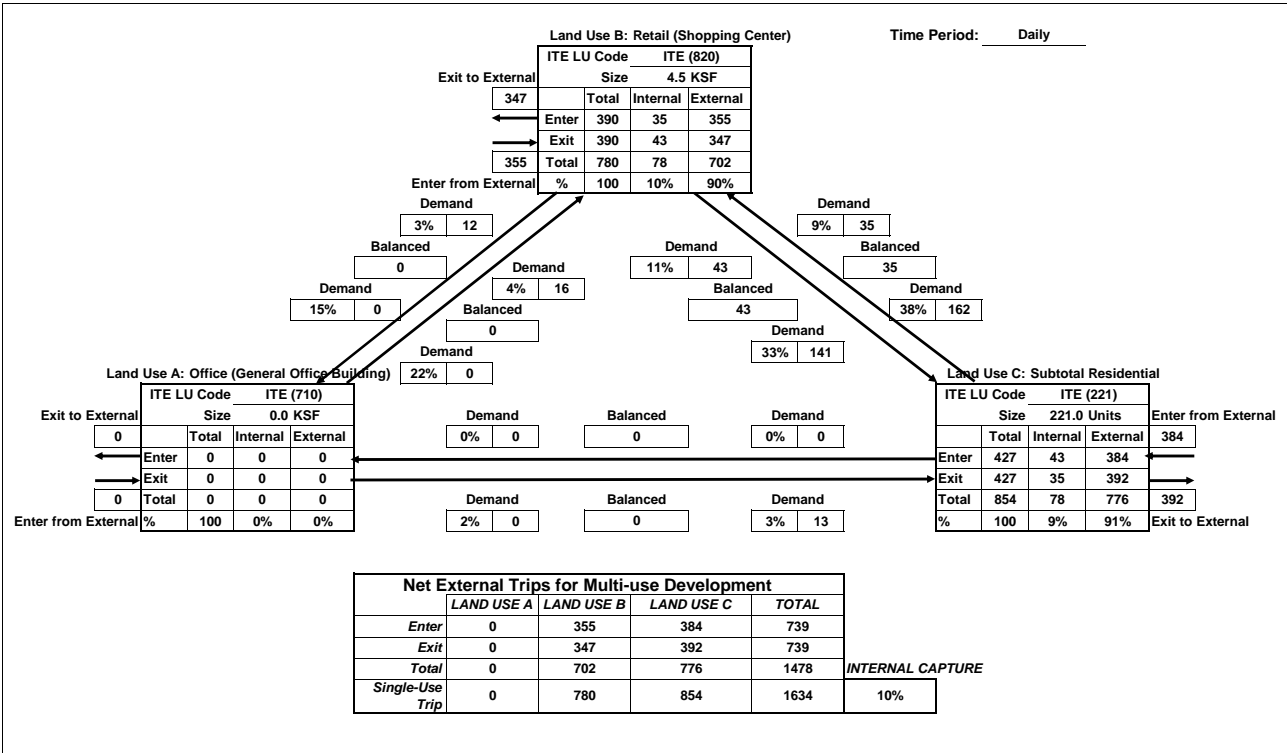 Land Use B: Retail (Shopping Center)
Time Period: Daily
ITE LU Code ITE (820)
Exit to External Size 4.5 KSF
347 Total Internal External
Enter 390 35 355
Exit 390 43 347
355 Total 780 78 702
Enter from External % 100 10% 90%
Demand Demand
3% 12 9% 35
Balanced Demand Balanced
0 Demand 11% 43 35
Demand 4% 16 Balanced Demand
15% 0 Balanced 43 38% 162
0 Demand
Demand 33% 141
22% 0
Land Use A: Office (General Office Building) Land Use C: Subtotal Residential
ITE LU Code ITE (710) ITE LU Code ITE (221)
Exit to External Size 0.0 KSF Demand Balanced Demand Size 221.0 Units Enter from External
0 Total Internal External 0% 0 0 0% 0 Total Internal External 384
Enter 0 0 0 Enter 427 43 384
Exit 0 0 0 Exit 427 35 392
0 Total 0 0 0 Demand Balanced Demand Total 854 78 776 392
Enter from External % 100 0% 0% 2% 0 0 3% 13 % 100 9% 91% Exit to External
Net External Trips for Multi-use Development
LAND USE A LAND USE B LAND USE C TOTAL
Enter 0 355 384 739
Exit 0 347 392 739
Total 0 702 776 1478 INTERNAL CAPTURE
Single-Use
Trip 0 780 854 1634 10%